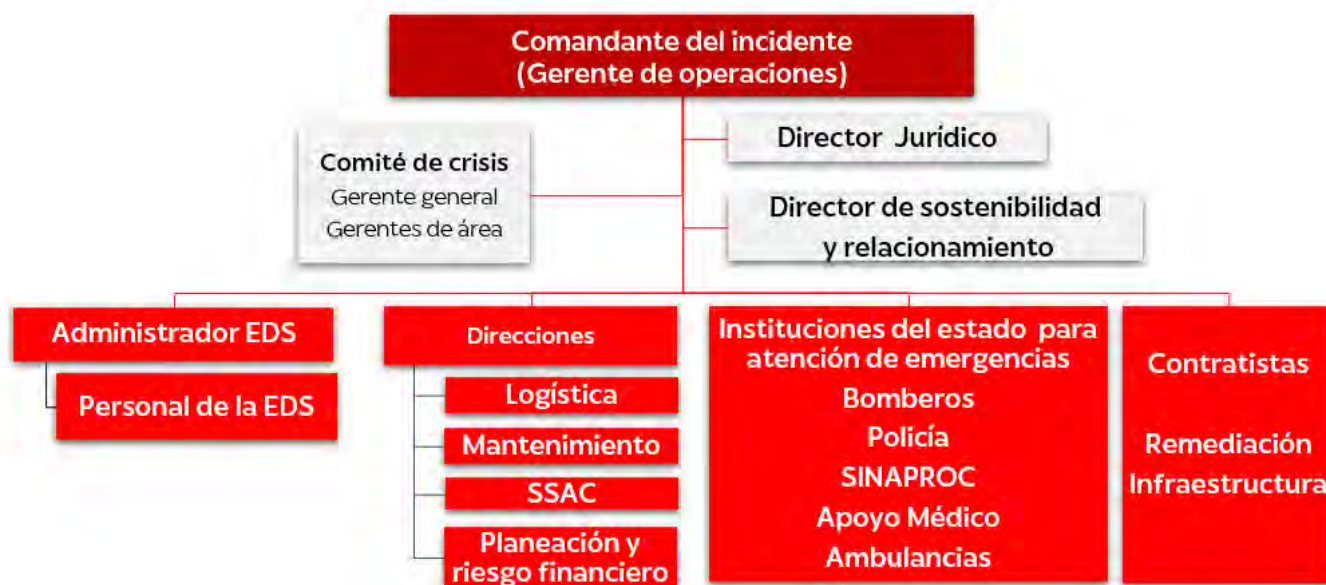 Comandante del incidente
(Gerente de operaciones)
Comité de crisis
Gerente general
Gerentes de área
Director Jurídico
Director de sostenibilidad
y relacionamiento
Administrador EDS
Personal de la EDS
Direcciones
Logística
Mantenimiento
SSAC
Planeación y
riesgo financiero
Instituciones del estado para
atención de emergencias
Bomberos
Policía
SINAPROC
Apoyo Médico
Ambulancias
Contratistas
Remediación
Infraestructura